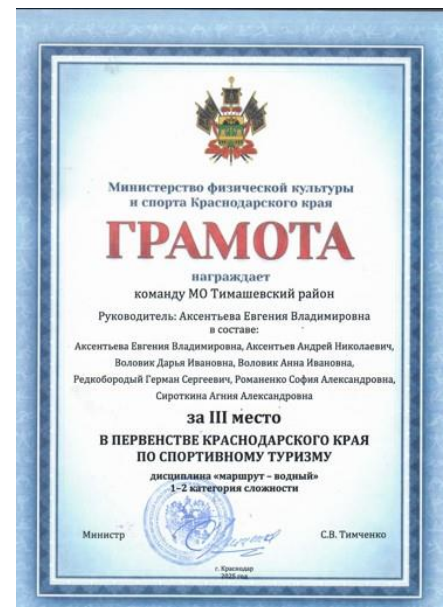 Министерство физической культуры
и спорта Краснодарского края
ГРАМОТА
награждает
команду МО Тимашевский район
Руководитель: Аксентьева Евгения Владимировна
в составе:
Аксентьева Евгения Владимировна, Аксентьев Андрей Николаевич,
Воловик Дарья Ивановна, Воловик Анна Ивановна,
Редкобородый Герман Сергеевич, Романенко София Александровна,
Сироткина Агния Александровна
за III место
В ПЕРВЕНСТВЕ КРАСНОДАРСКОГО КРАЯ
ПО СПОРТИВНОМУ ТУРИЗМУ
дисциплина «маршрут – водный»
1–2 категория сложности
Министр С.В. Тимченко
г. Краснодар
2025 год